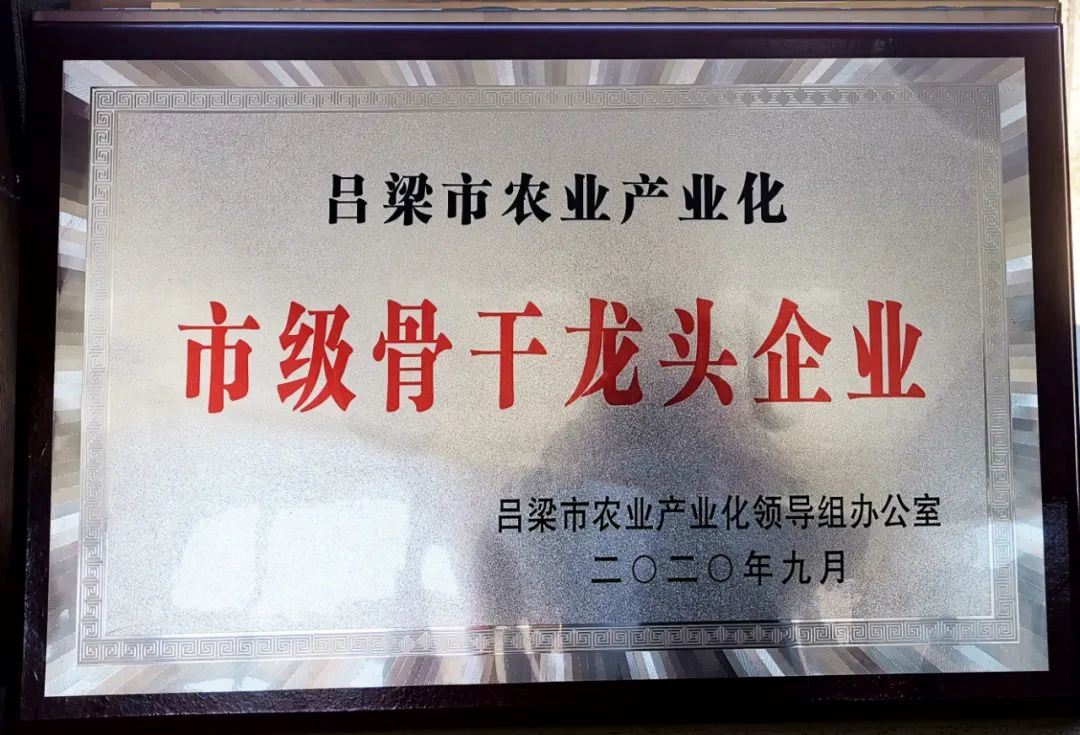 吕梁市农业产业化
市级骨干龙头企业
吕梁市农业产业化领导组办公室
二〇二〇年九月